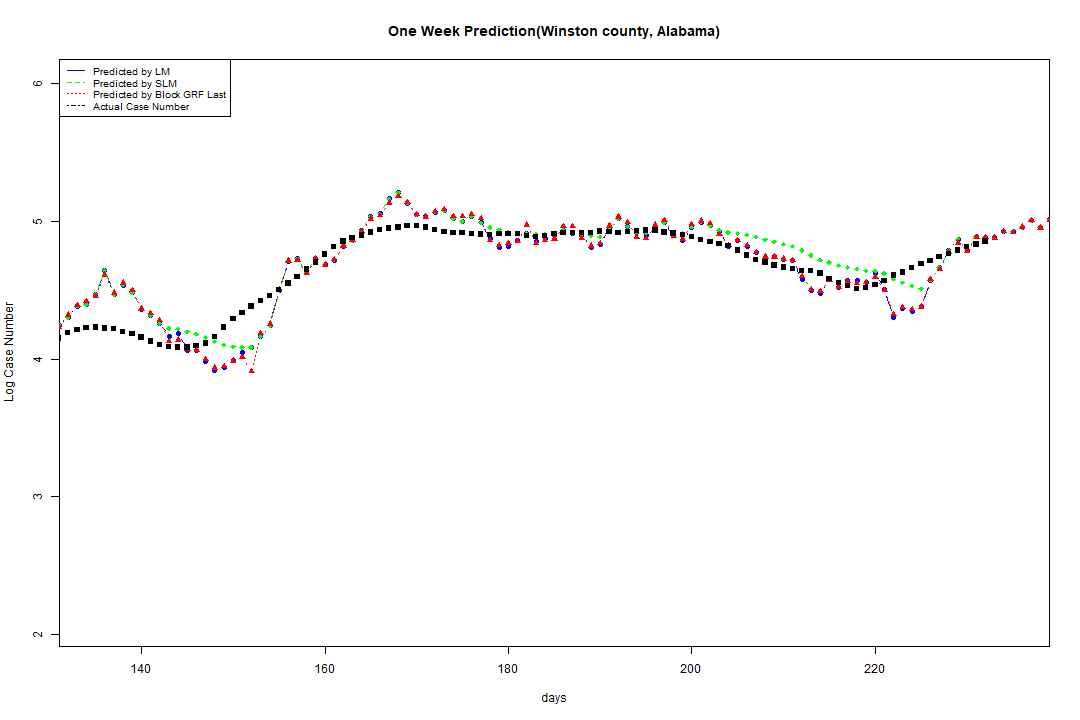 One Week Prediction(Winston county, Alabama)
Predicted by LM
Predicted by SLM
Predicted by Block GRF Last
Actual Case Number
6
5
4
3
2
Log Case Number
140 160 180 200 220
days